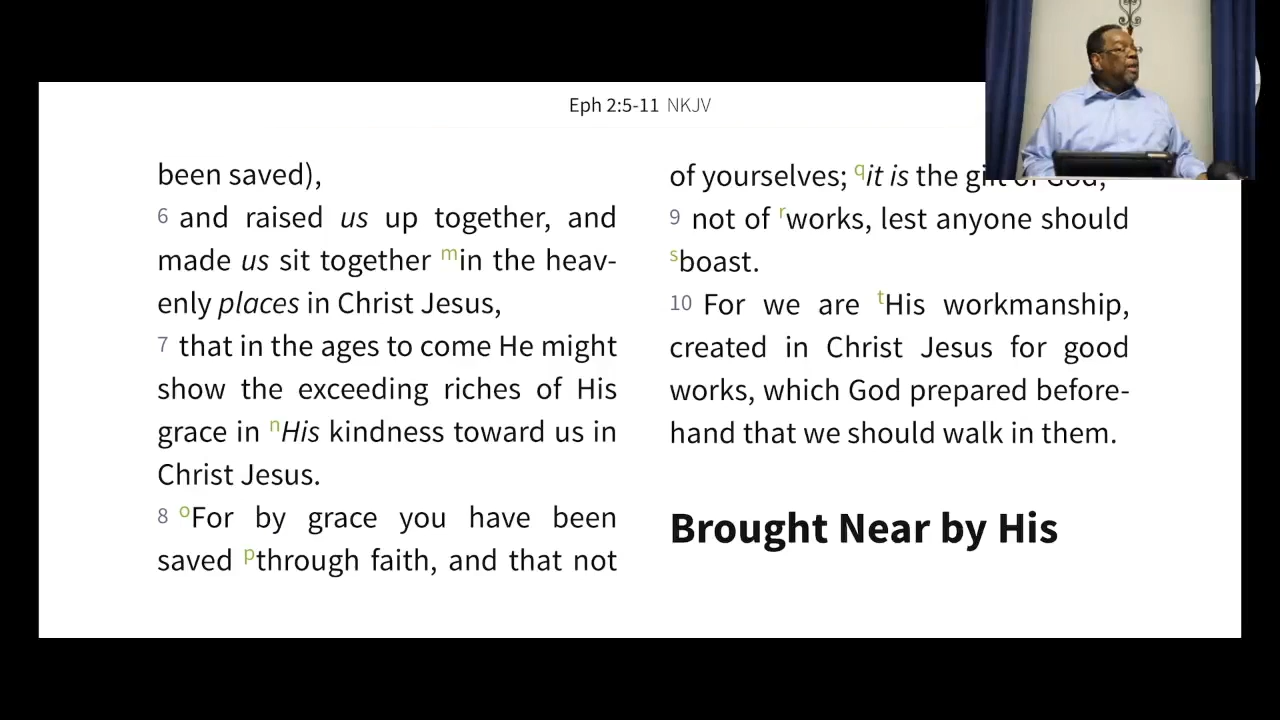 Eph 2:5-11 NKJV
been saved),
6 and raised us up together, and
made us sit together min the heav-
enly places in Christ Jesus,
7 that in the ages to come He might
show the exceeding riches of His
grace in nHis kindness toward us in
Christ Jesus.
8 oFor by grace you have been
saved pthrough faith, and that not
of yourselves; qit is the gift of God,
9 not of rworks, lest anyone should
sboast.
10 For we are tHis workmanship,
created in Christ Jesus for good
works, which God prepared before-
hand that we should walk in them.
Brought Near by His